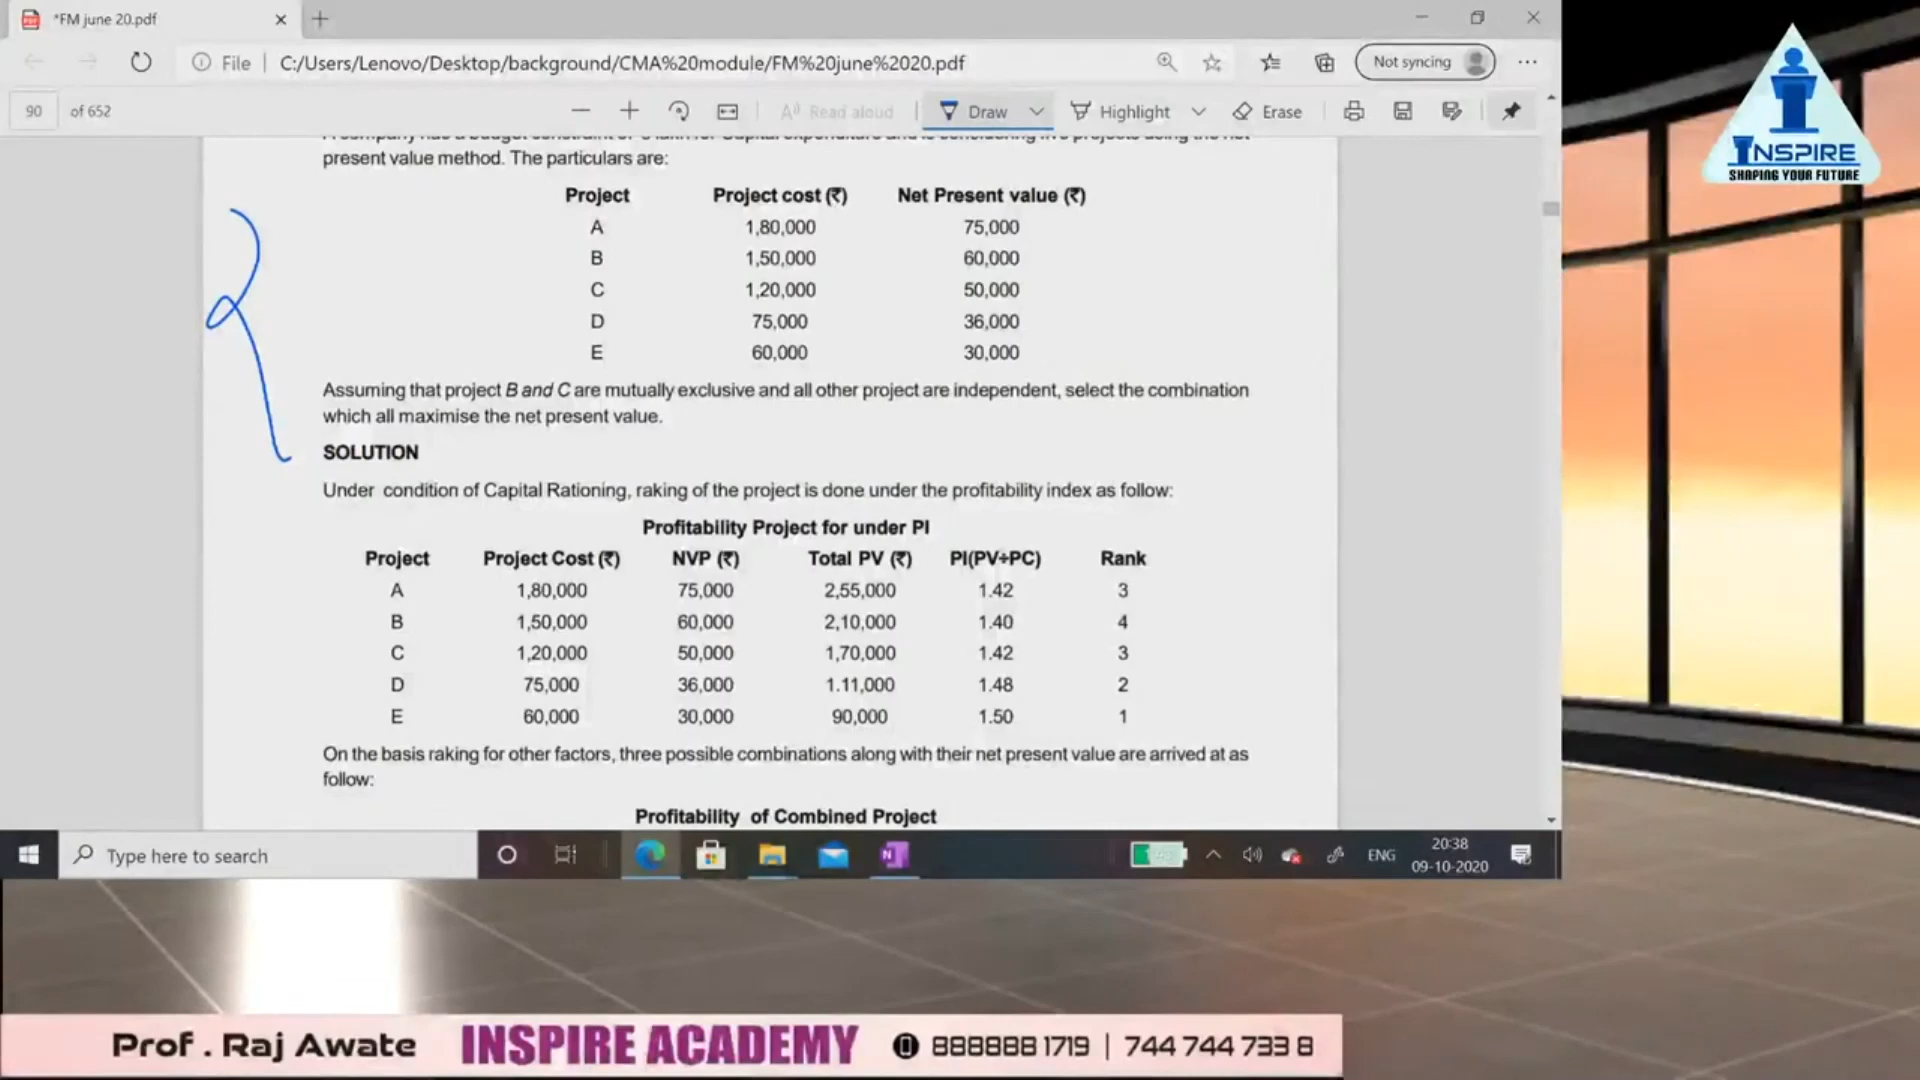 *FM june 20.pdf
File | C:/Users/Lenovo/Desktop/background/CMA%20module/FM%20june%2020.pdf
Not syncing
90 of 652
Read aloud
Draw
Highlight
Erase
present value method. The particulars are:
Project Project cost (₹) Net Present value (₹)
A 1,80,000 75,000
B 1,50,000 60,000
C 1,20,000 50,000
D 75,000 36,000
E 60,000 30,000
Assuming that project B and C are mutually exclusive and all other project are independent, select the combination
which all maximise the net present value.
SOLUTION
Under condition of Capital Rationing, raking of the project is done under the profitability index as follow:
Profitability Project for under PI
Project Project Cost (₹) NVP (₹) Total PV (₹) PI(PV÷PC) Rank
A 1,80,000 75,000 2,55,000 1.42 3
B 1,50,000 60,000 2,10,000 1.40 4
C 1,20,000 50,000 1,70,000 1.42 3
D 75,000 36,000 1.11,000 1.48 2
E 60,000 30,000 90,000 1.50 1
On the basis raking for other factors, three possible combinations along with their net present value are arrived at as
follow:
Profitability of Combined Project
Type here to search
ENG
20:38
09-10-2020
INSPIRE
SHAPING YOUR FUTURE
Prof . Raj Awate INSPIRE ACADEMY 888888 1719 | 744 744 733 8